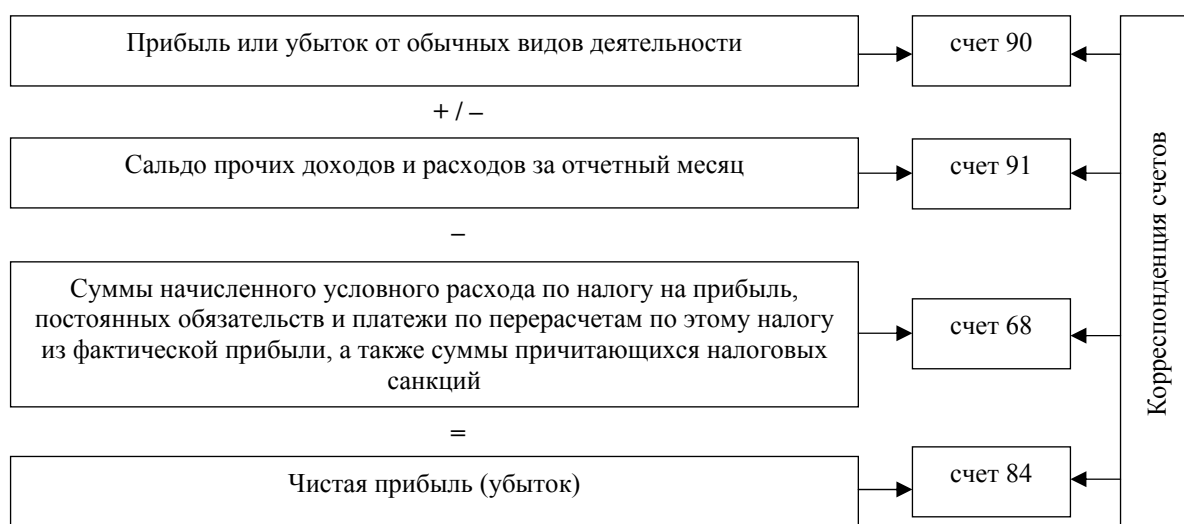 Прибыль или убыток от обычных видов деятельности
счет 90
+ / –
Сальдо прочих доходов и расходов за отчетный месяц
счет 91
–
Суммы начисленного условного расхода по налогу на прибыль,
постоянных обязательств и платежи по перерасчетам по этому налогу
из фактической прибыли, а также суммы причитающихся налоговых
санкций
счет 68
=
Чистая прибыль (убыток)
счет 84
Корреспонденция счетов